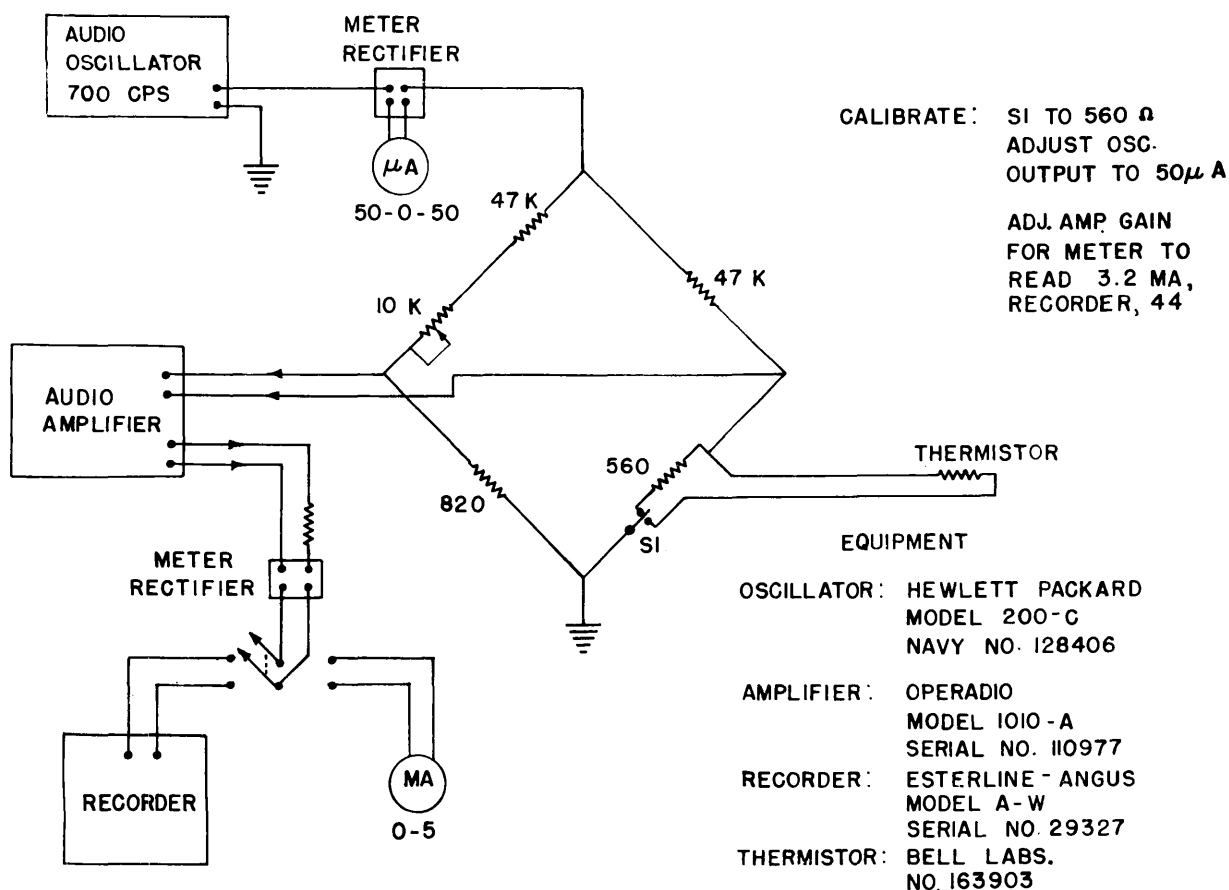 AUDIO
OSCILLATOR
700 CPS
METER
RECTIFIER
μA
50-0-50
CALIBRATE: S1 TO 560 Ω
ADJUST OSC.
OUTPUT TO 50μA
ADJ. AMP. GAIN
FOR METER TO
READ 3.2 MA,
RECORDER, 44
47 K
47 K
10 K
AUDIO
AMPLIFIER
820
560
S1
THERMISTOR
METER
RECTIFIER
RECORDER
MA
0-5
EQUIPMENT
OSCILLATOR: HEWLETT PACKARD
MODEL 200-C
NAVY NO. 128406
AMPLIFIER: OPERADIO
MODEL 1010-A
SERIAL NO. 110977
RECORDER: ESTERLINE-ANGUS
MODEL A-W
SERIAL NO. 29327
THERMISTOR: BELL LABS.
NO. 163903